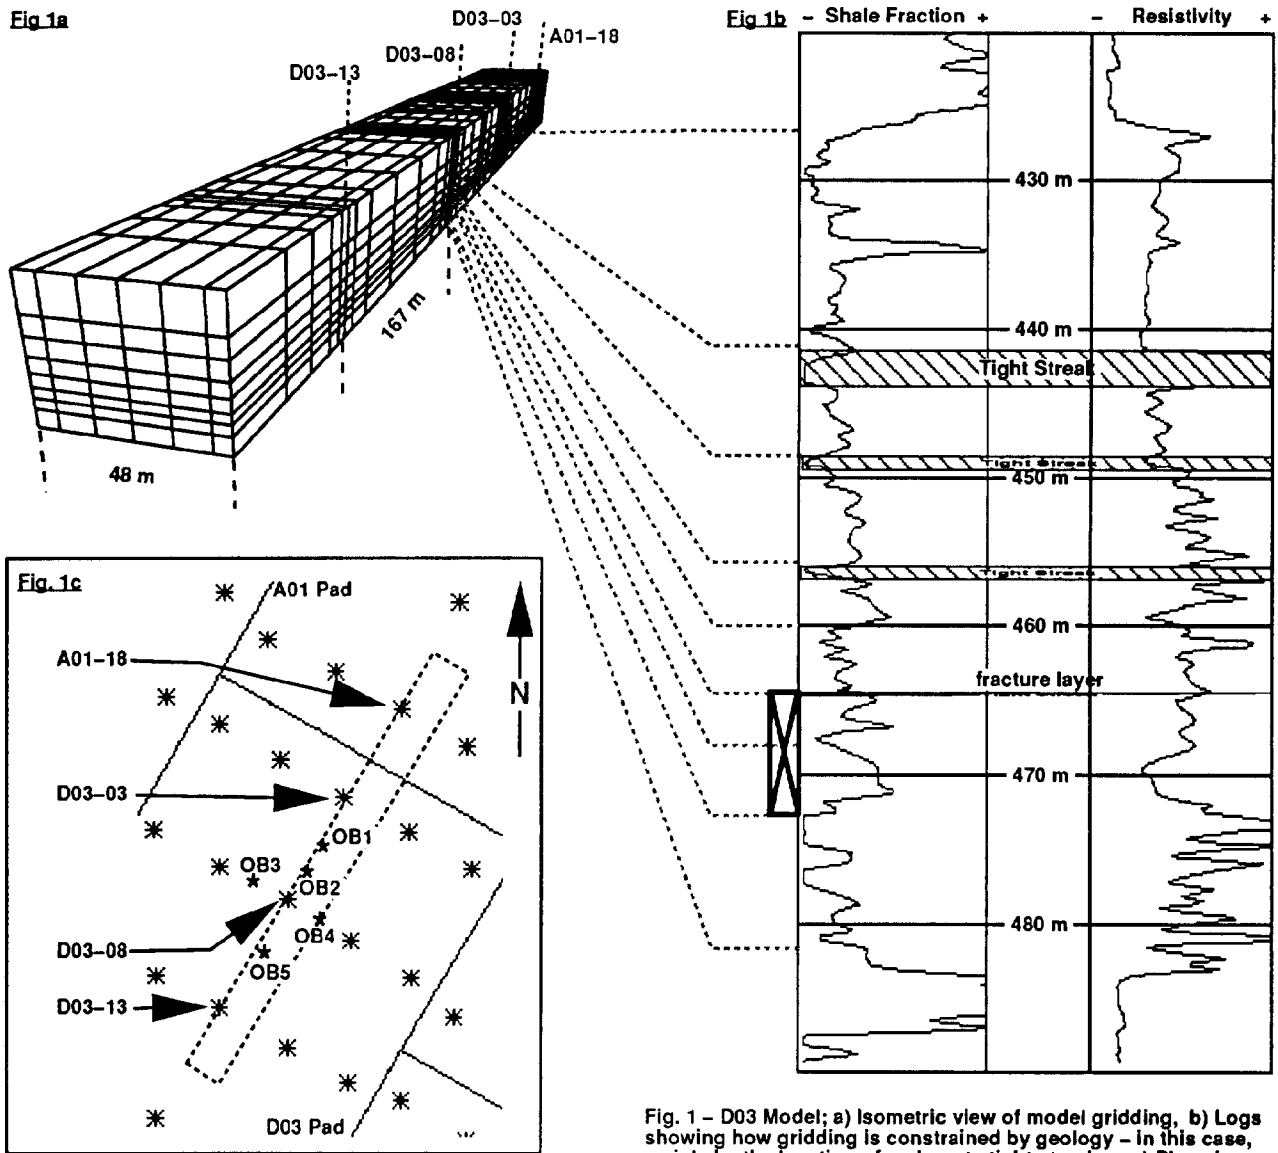 Fig 1a
D03-03
A01-18
D03-08
D03-13
167 m
48 m
Fig 1b
- Shale Fraction +
- Resistivity +
430 m
440 m
Tight Streak
Tight Streak
450 m
Tight Streak
460 m
fracture layer
470 m
480 m
Fig. 1c
A01 Pad
A01-18
N
D03-03
OB1
OB3
OB2
OB4
D03-08
OB5
D03-13
D03 Pad
Fig. 1 - D03 Model; a) Isometric view of model gridding, b) Logs
showing how gridding is constrained by geology - in this case,